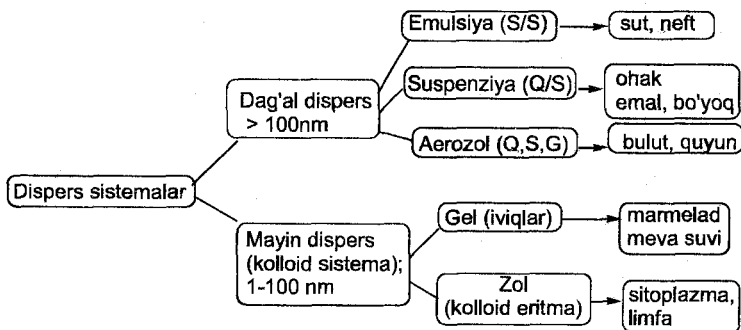 Dispers sistemalar
Dag'al dispers
> 100nm
Emulsiya (S/S)
sut, neft
Suspenziya (Q/S)
ohak
emal, bo'yoq
Aerozol (Q,S,G)
bulut, quyun
Mayin dispers
(kolloid sistema);
1-100 nm
Gel (iviqlar)
marmelad
meva suvi
Zol
(kolloid eritma)
sitoplazma,
limfa